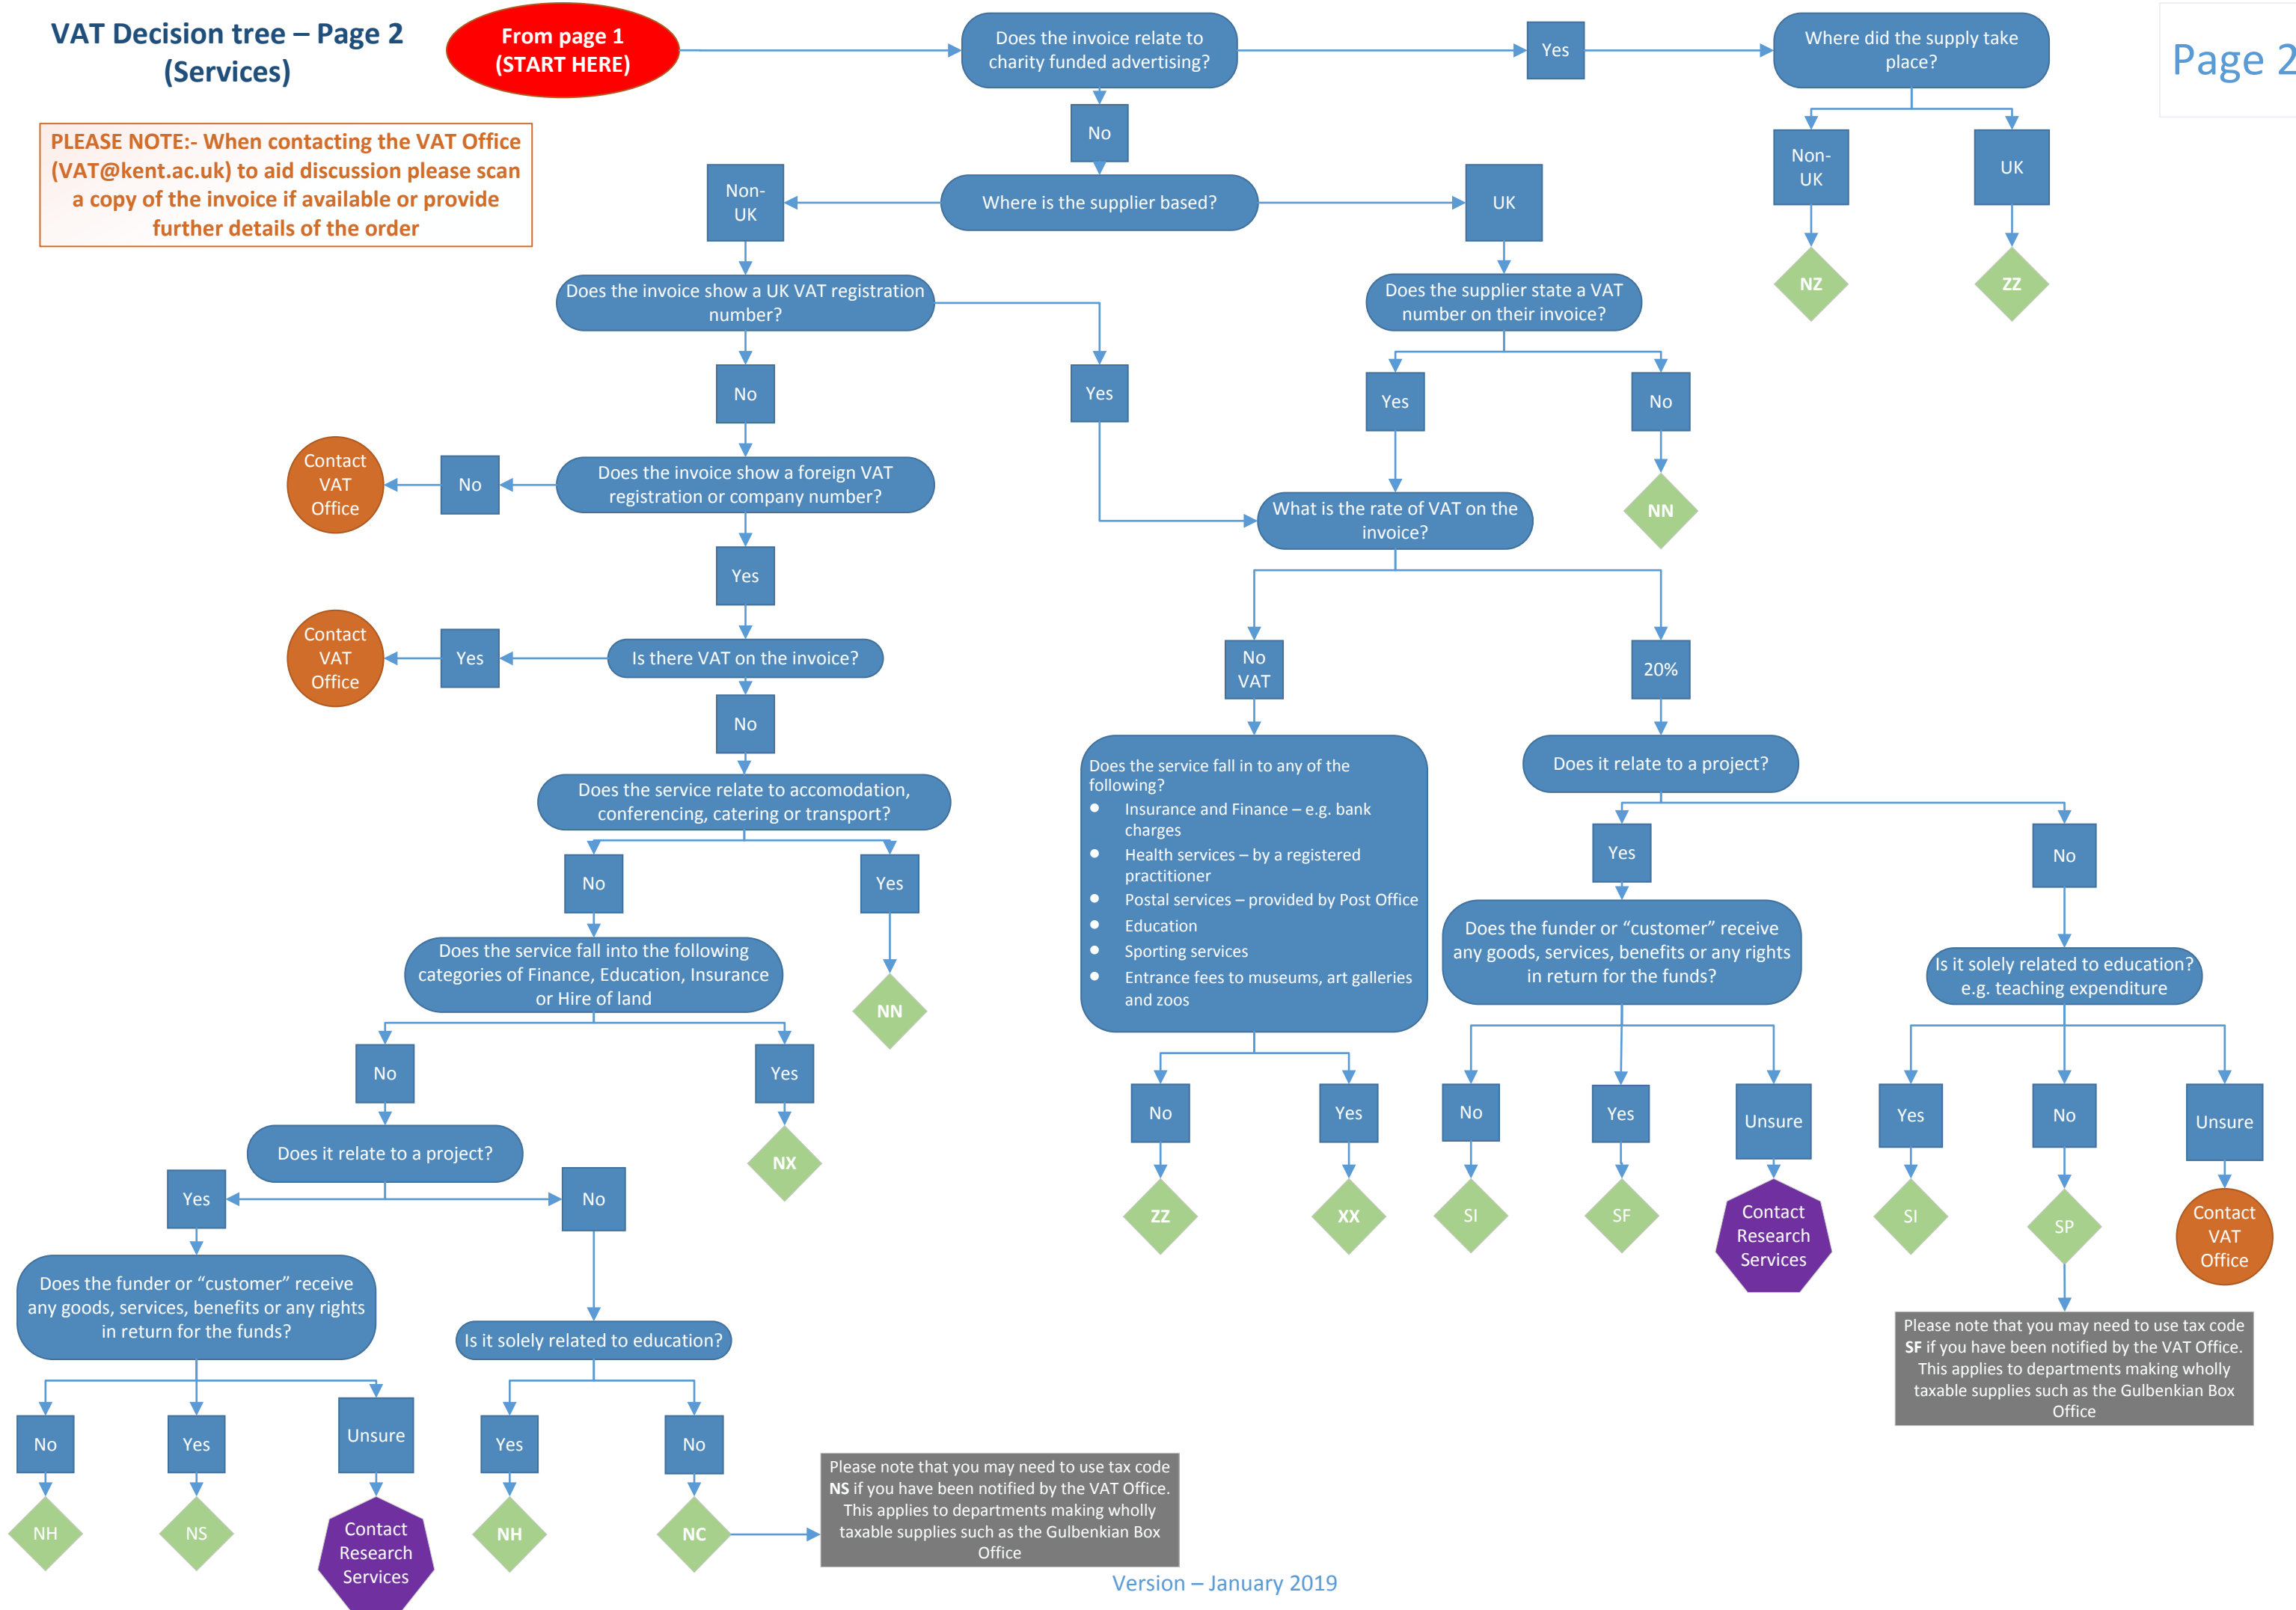 VAT Decision tree – Page 2
(Services)
From page 1
(START HERE)
Does the invoice relate to
charity funded advertising?
Yes
Where did the supply take
place?
Page 2
PLEASE NOTE:- When contacting the VAT Office
(VAT@kent.ac.uk) to aid discussion please scan
a copy of the invoice if available or provide
further details of the order
No
Non-
UK
UK
Non-
UK
Where is the supplier based?
UK
NZ
ZZ
Does the invoice show a UK VAT registration
number?
Does the supplier state a VAT
number on their invoice?
No
Yes
Yes
No
Contact
VAT
Office
No
Does the invoice show a foreign VAT
registration or company number?
What is the rate of VAT on the
invoice?
NN
Yes
Contact
VAT
Office
Yes
Is there VAT on the invoice?
No
VAT
20%
No
Does the service relate to accomodation,
conferencing, catering or transport?
Does the service fall in to any of the
following?
● Insurance and Finance – e.g. bank
charges
● Health services – by a registered
practitioner
● Postal services – provided by Post Office
● Education
● Sporting services
● Entrance fees to museums, art galleries
and zoos
Does it relate to a project?
No
Yes
Yes
No
Does the service fall into the following
categories of Finance, Education, Insurance
or Hire of land
NN
Does the funder or “customer” receive
any goods, services, benefits or any rights
in return for the funds?
Is it solely related to education?
e.g. teaching expenditure
No
Yes
No
Yes
No
Yes
Unsure
Yes
No
Unsure
Does it relate to a project?
NX
ZZ
XX
SI
SF
Contact
Research
Services
SI
SP
Contact
VAT
Office
Yes
No
Does the funder or “customer” receive
any goods, services, benefits or any rights
in return for the funds?
Is it solely related to education?
Please note that you may need to use tax code
SF if you have been notified by the VAT Office.
This applies to departments making wholly
taxable supplies such as the Gulbenkian Box
Office
No
Yes
Unsure
Yes
No
NH
NS
Contact
Research
Services
NH
NC
Please note that you may need to use tax code
NS if you have been notified by the VAT Office.
This applies to departments making wholly
taxable supplies such as the Gulbenkian Box
Office
Version – January 2019